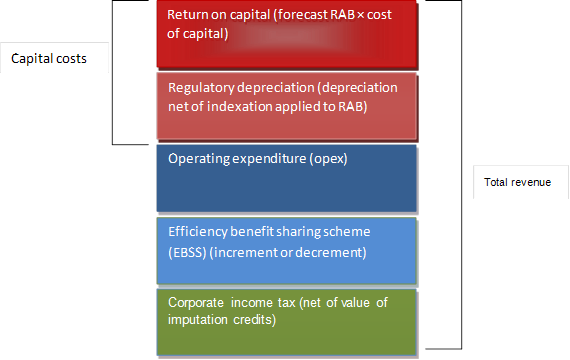 Return on capital (forecast RAB × cost
of capital)
Capital costs
Regulatory depreciation (depreciation
net of indexation applied to RAB)
Operating expenditure (opex)
Total revenue
Efficiency benefit sharing scheme
(EBSS) (increment or decrement)
Corporate income tax (net of value of
imputation credits)